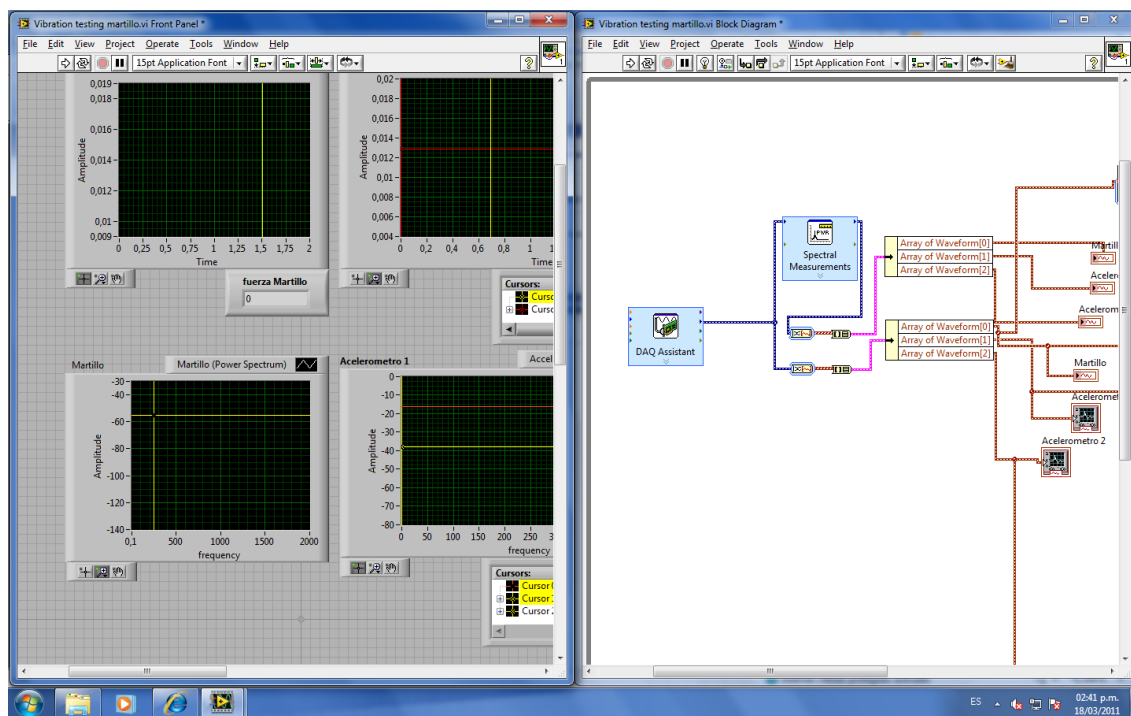 Vibration testing martillo.vi Front Panel *
File Edit View Project Operate Tools Window Help
15pt Application Font
0,019
0,018
0,016
0,014
0,012
0,01
0,009
Amplitude
0 0,25 0,5 0,75 1 1,25 1,5 1,75 2
Time
0,02
0,018
0,016
0,014
0,012
0,01
0,008
0,006
0,004
Amplitude
0 0,2 0,4 0,6 0,8 1
Time
fuerza Martillo
0
Cursors:
Martillo
Martillo (Power Spectrum)
-30
-40
-60
-80
-100
-120
-140
Amplitude
0,1 500 1000 1500 2000
frequency
Acelerometro 1
Accel
0
-10
-20
-30
-40
-50
-60
-70
-80
Amplitude
0 50 100 150 200 250
frequency
Cursors:
Cursor
Cursor
Cursor
Vibration testing martillo.vi Block Diagram *
File Edit View Project Operate Tools Window Help
15pt Application Font
Spectral
Measurements
DAQ Assistant
Array of Waveform[0]
Array of Waveform[1]
Array of Waveform[2]
Array of Waveform[0]
Array of Waveform[1]
Array of Waveform[2]
Martill
Aceler
Acelerom
Martillo
Acelerome
Acelerometro 2
ES
02:41 p.m.
18/03/2011